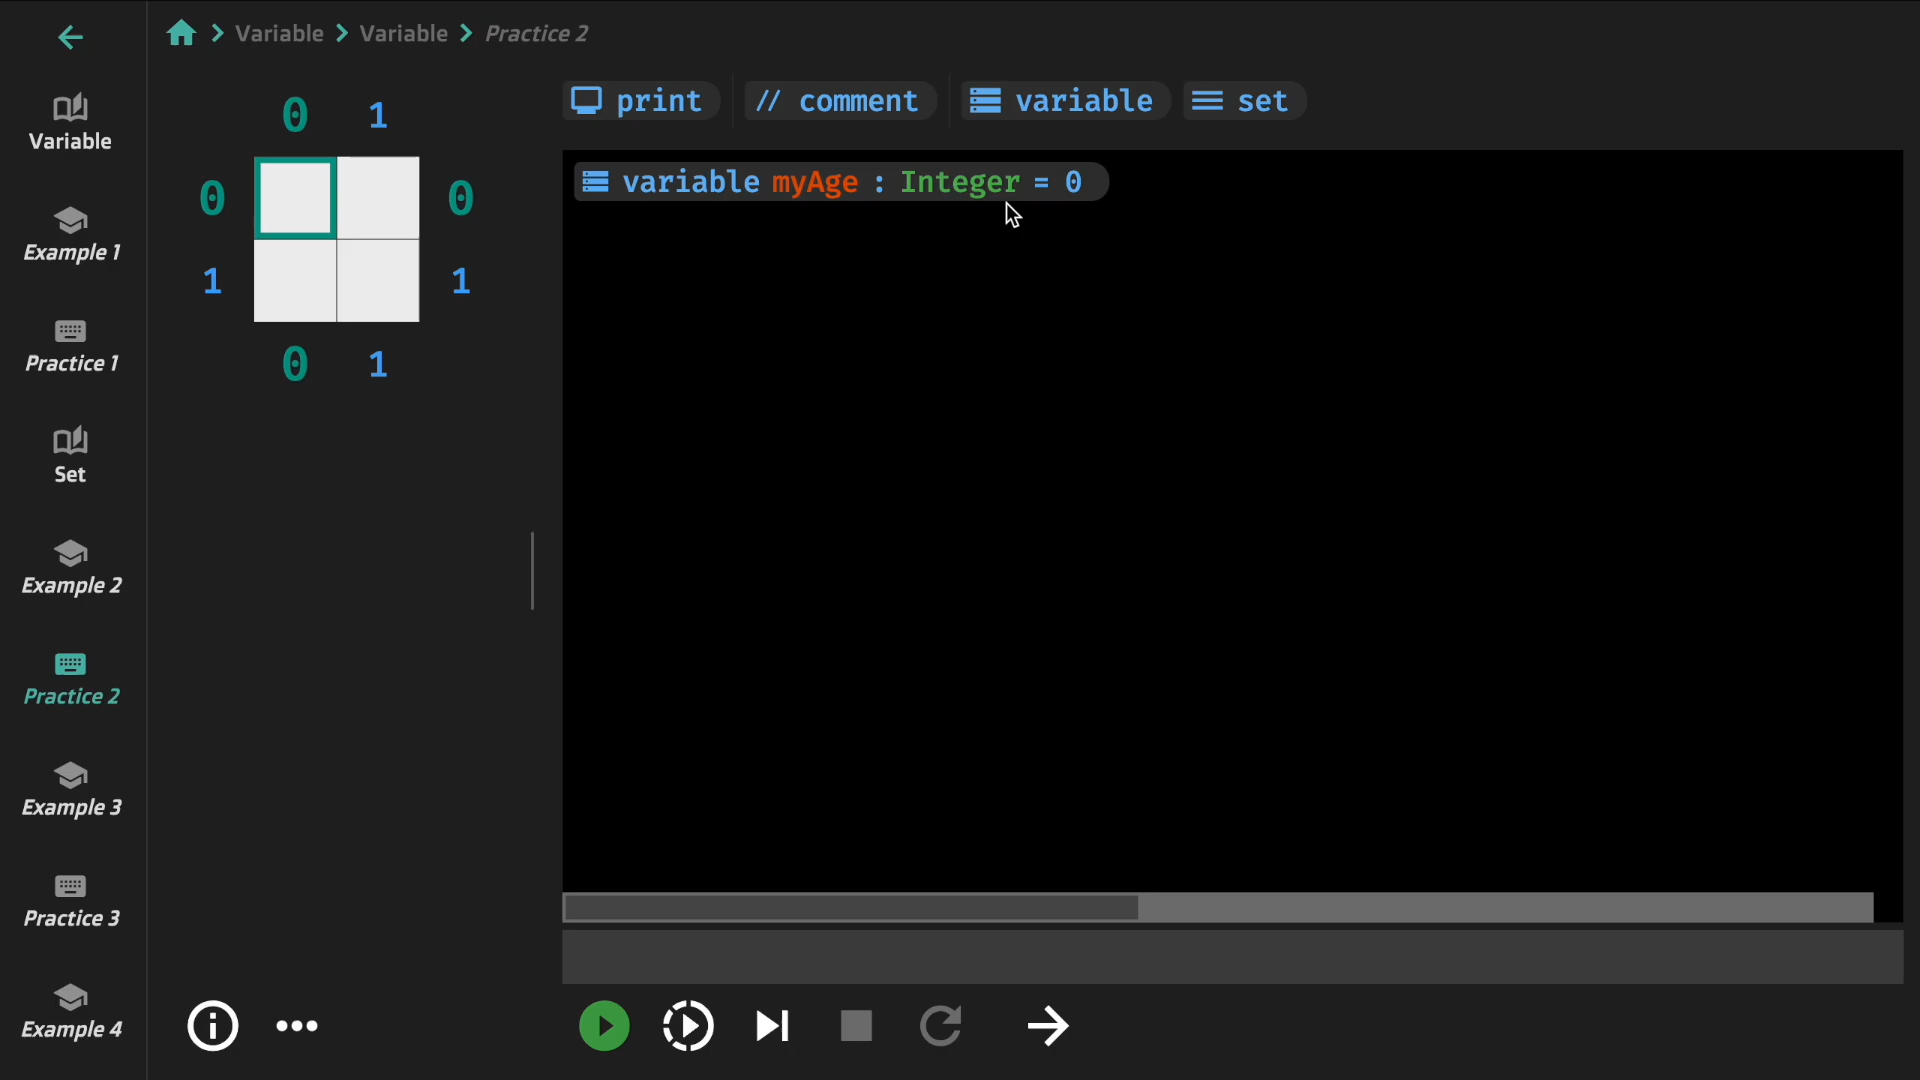 Variable
Example 1
Practice 1
Set
Example 2
Practice 2
Example 3
Practice 3
Example 4
Variable Variable Practice 2
0 1
0 0
1 1
0 1
print // comment variable set
variable myAge : Integer = 0